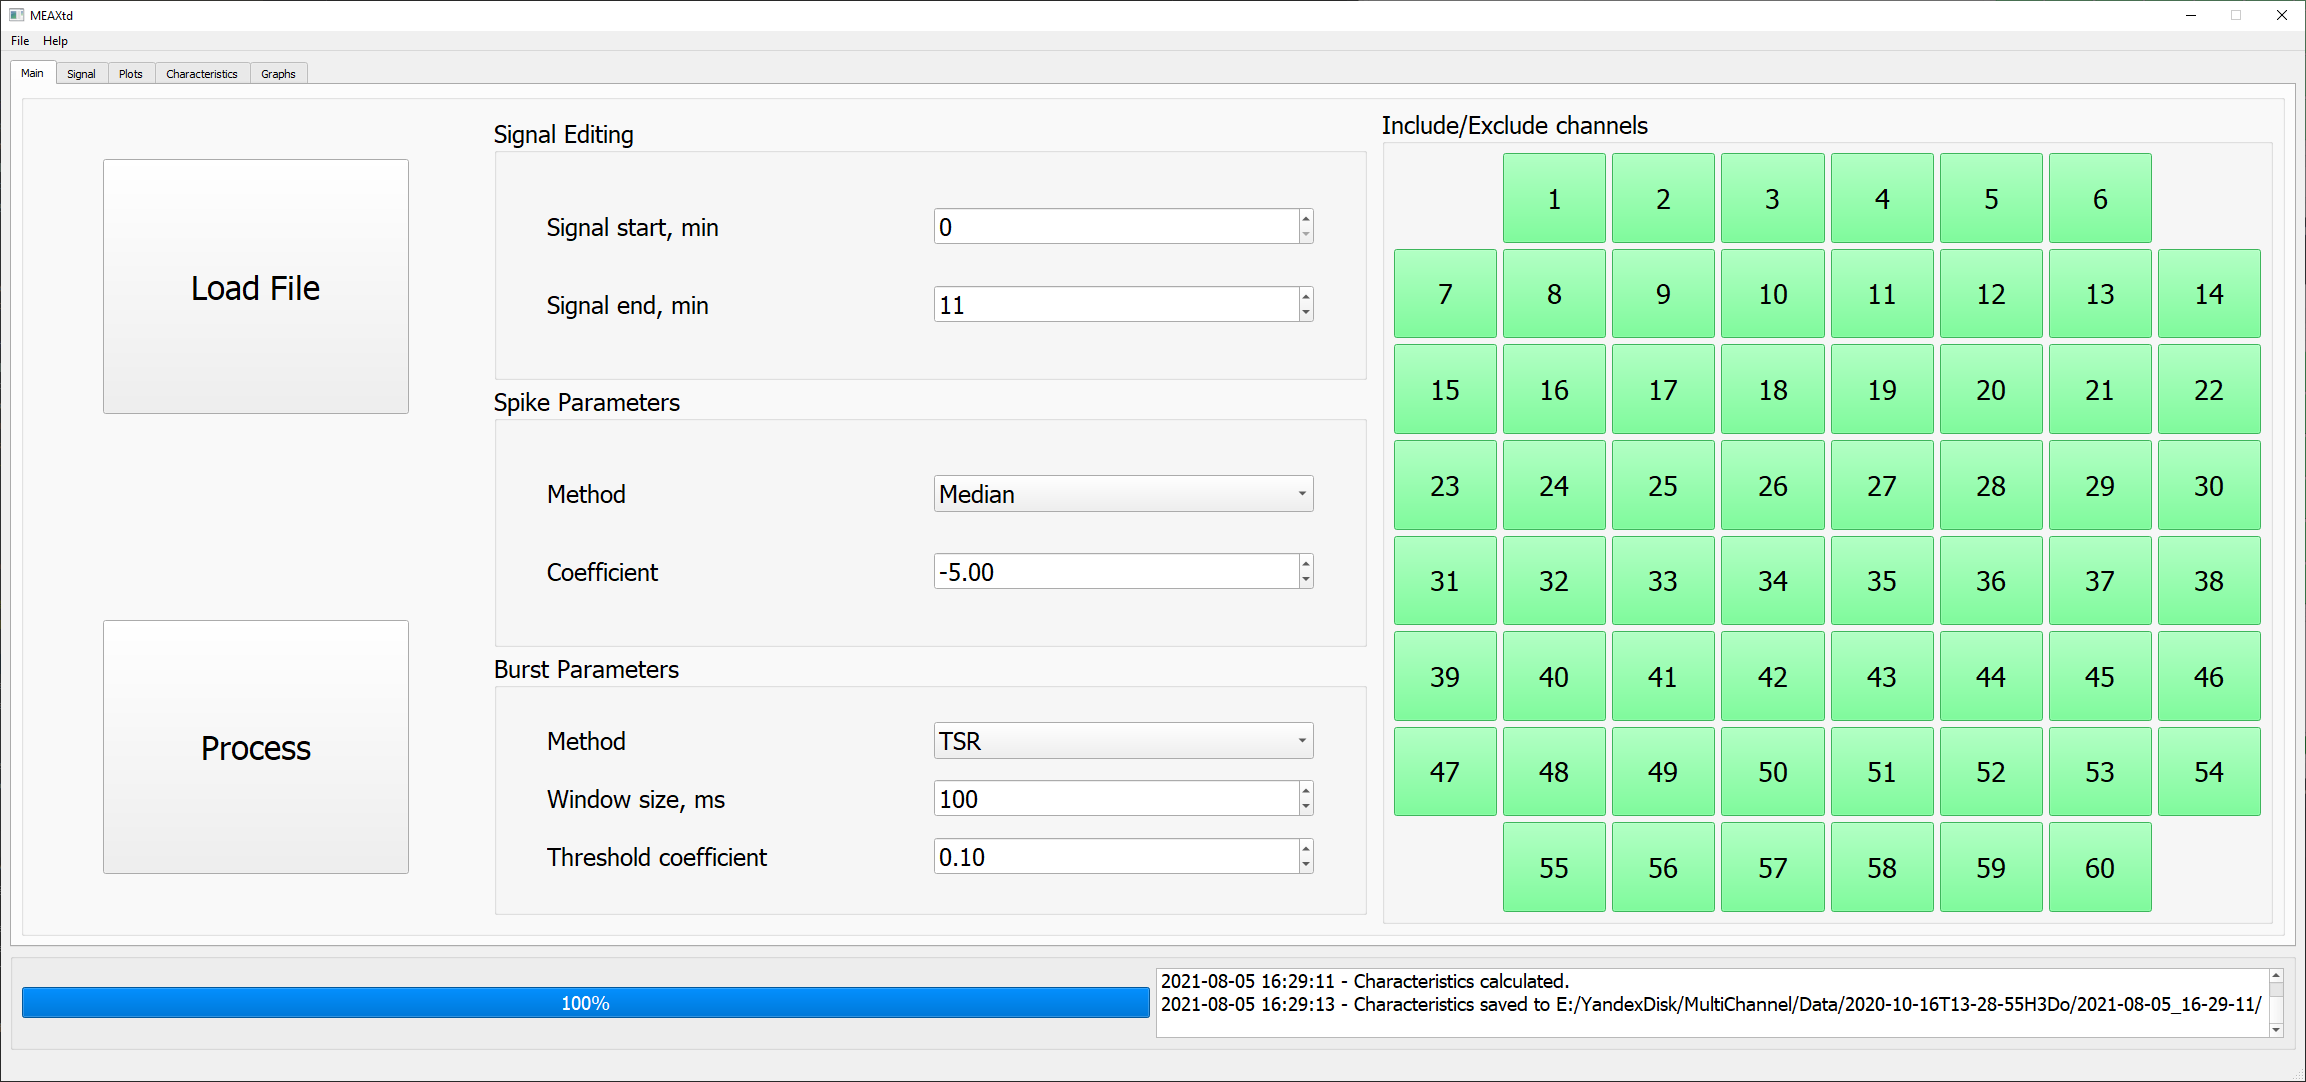 MEAXtd
File Help
Main Signal Plots Characteristics Graphs
Load File
Process
Signal Editing
Signal start, min 0
Signal end, min 11
Spike Parameters
Method Median
Coefficient -5.00
Burst Parameters
Method TSR
Window size, ms 100
Threshold coefficient 0.10
Include/Exclude channels
1 2 3 4 5 6
7 8 9 10 11 12 13 14
15 16 17 18 19 20 21 22
23 24 25 26 27 28 29 30
31 32 33 34 35 36 37 38
39 40 41 42 43 44 45 46
47 48 49 50 51 52 53 54
55 56 57 58 59 60
100%
2021-08-05 16:29:11 - Characteristics calculated.
2021-08-05 16:29:13 - Characteristics saved to E:/YandexDisk/MultiChannel/Data/2020-10-16T13-28-55H3Do/2021-08-05_16-29-11/